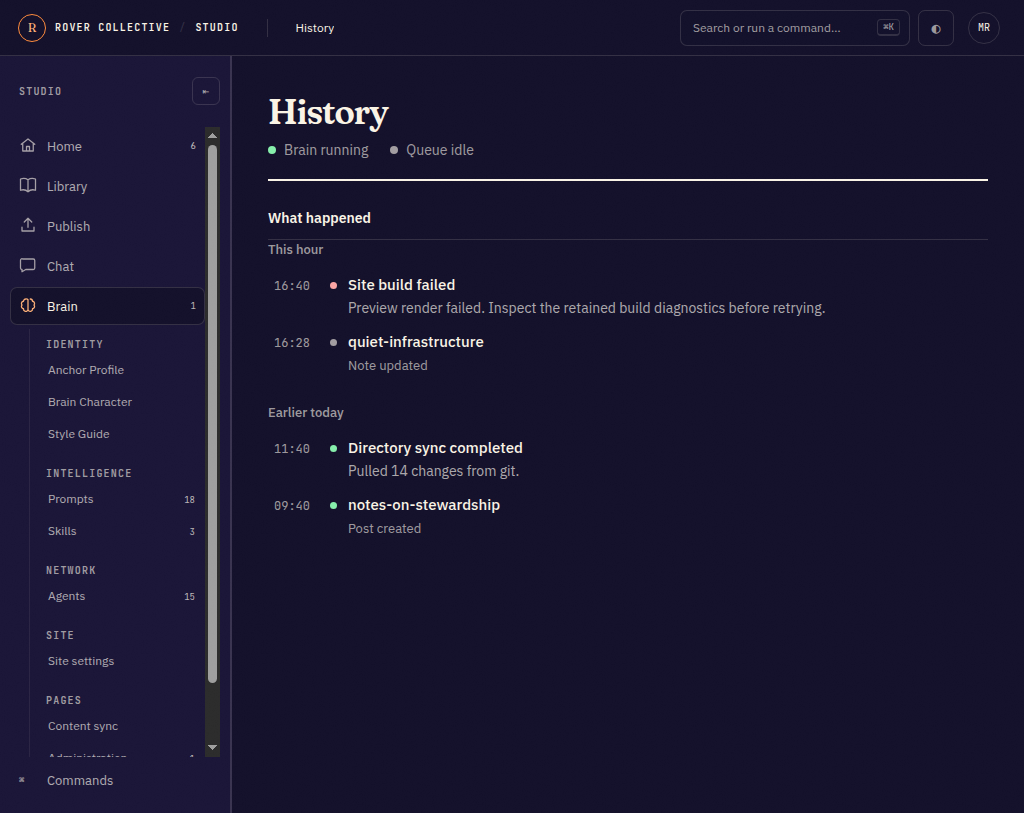 R ROVER COLLECTIVE / STUDIO History Search or run a command... ⌘K MR
STUDIO
Home 6
Library
Publish
Chat
Brain 1
IDENTITY
Anchor Profile
Brain Character
Style Guide
INTELLIGENCE
Prompts 18
Skills 3
NETWORK
Agents 15
SITE
Site settings
PAGES
Content sync
Administration 1
⌘ Commands
History
Brain running Queue idle
What happened
This hour
16:40 Site build failed
Preview render failed. Inspect the retained build diagnostics before retrying.
16:28 quiet-infrastructure
Note updated
Earlier today
11:40 Directory sync completed
Pulled 14 changes from git.
09:40 notes-on-stewardship
Post created